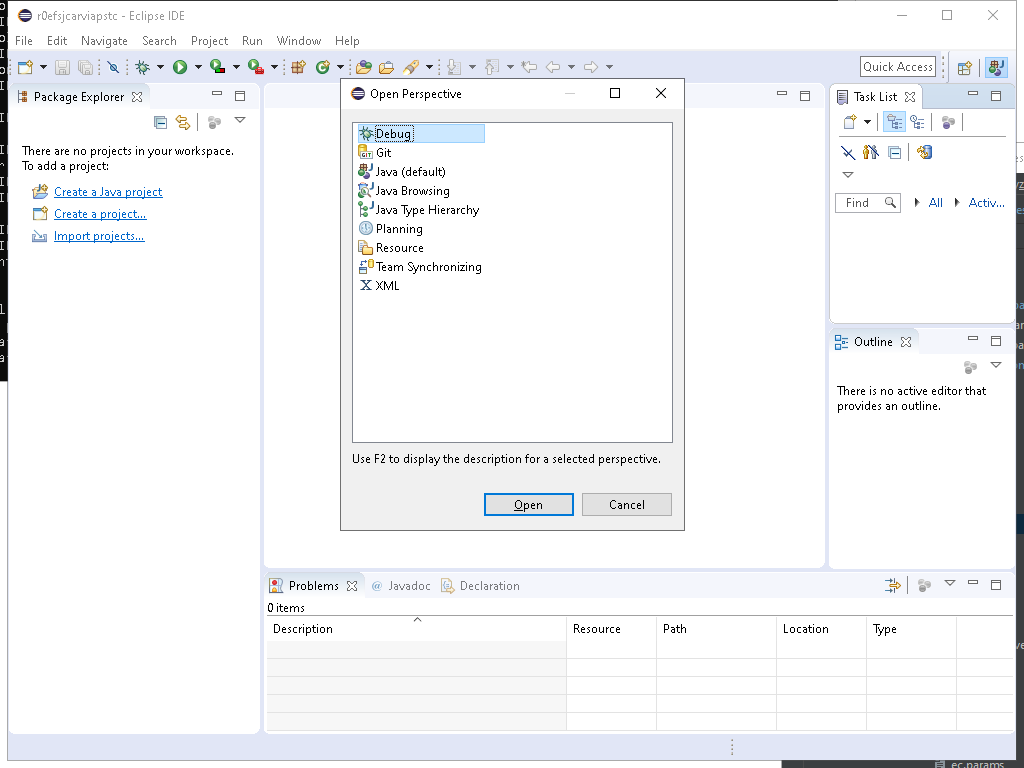 r0efsjcarviapstc - Eclipse IDE
File Edit Navigate Search Project Run Window Help
Quick Access
Package Explorer
There are no projects in your workspace.
To add a project:
Create a Java project
Create a project...
Import projects...
Open Perspective
Debug
Git
Java (default)
Java Browsing
Java Type Hierarchy
Planning
Resource
Team Synchronizing
XML
Use F2 to display the description for a selected perspective.
Open Cancel
Task List
Find All Activ...
Outline
There is no active editor that
provides an outline.
Problems @ Javadoc Declaration
0 items
Description Resource Path Location Type
ec.params